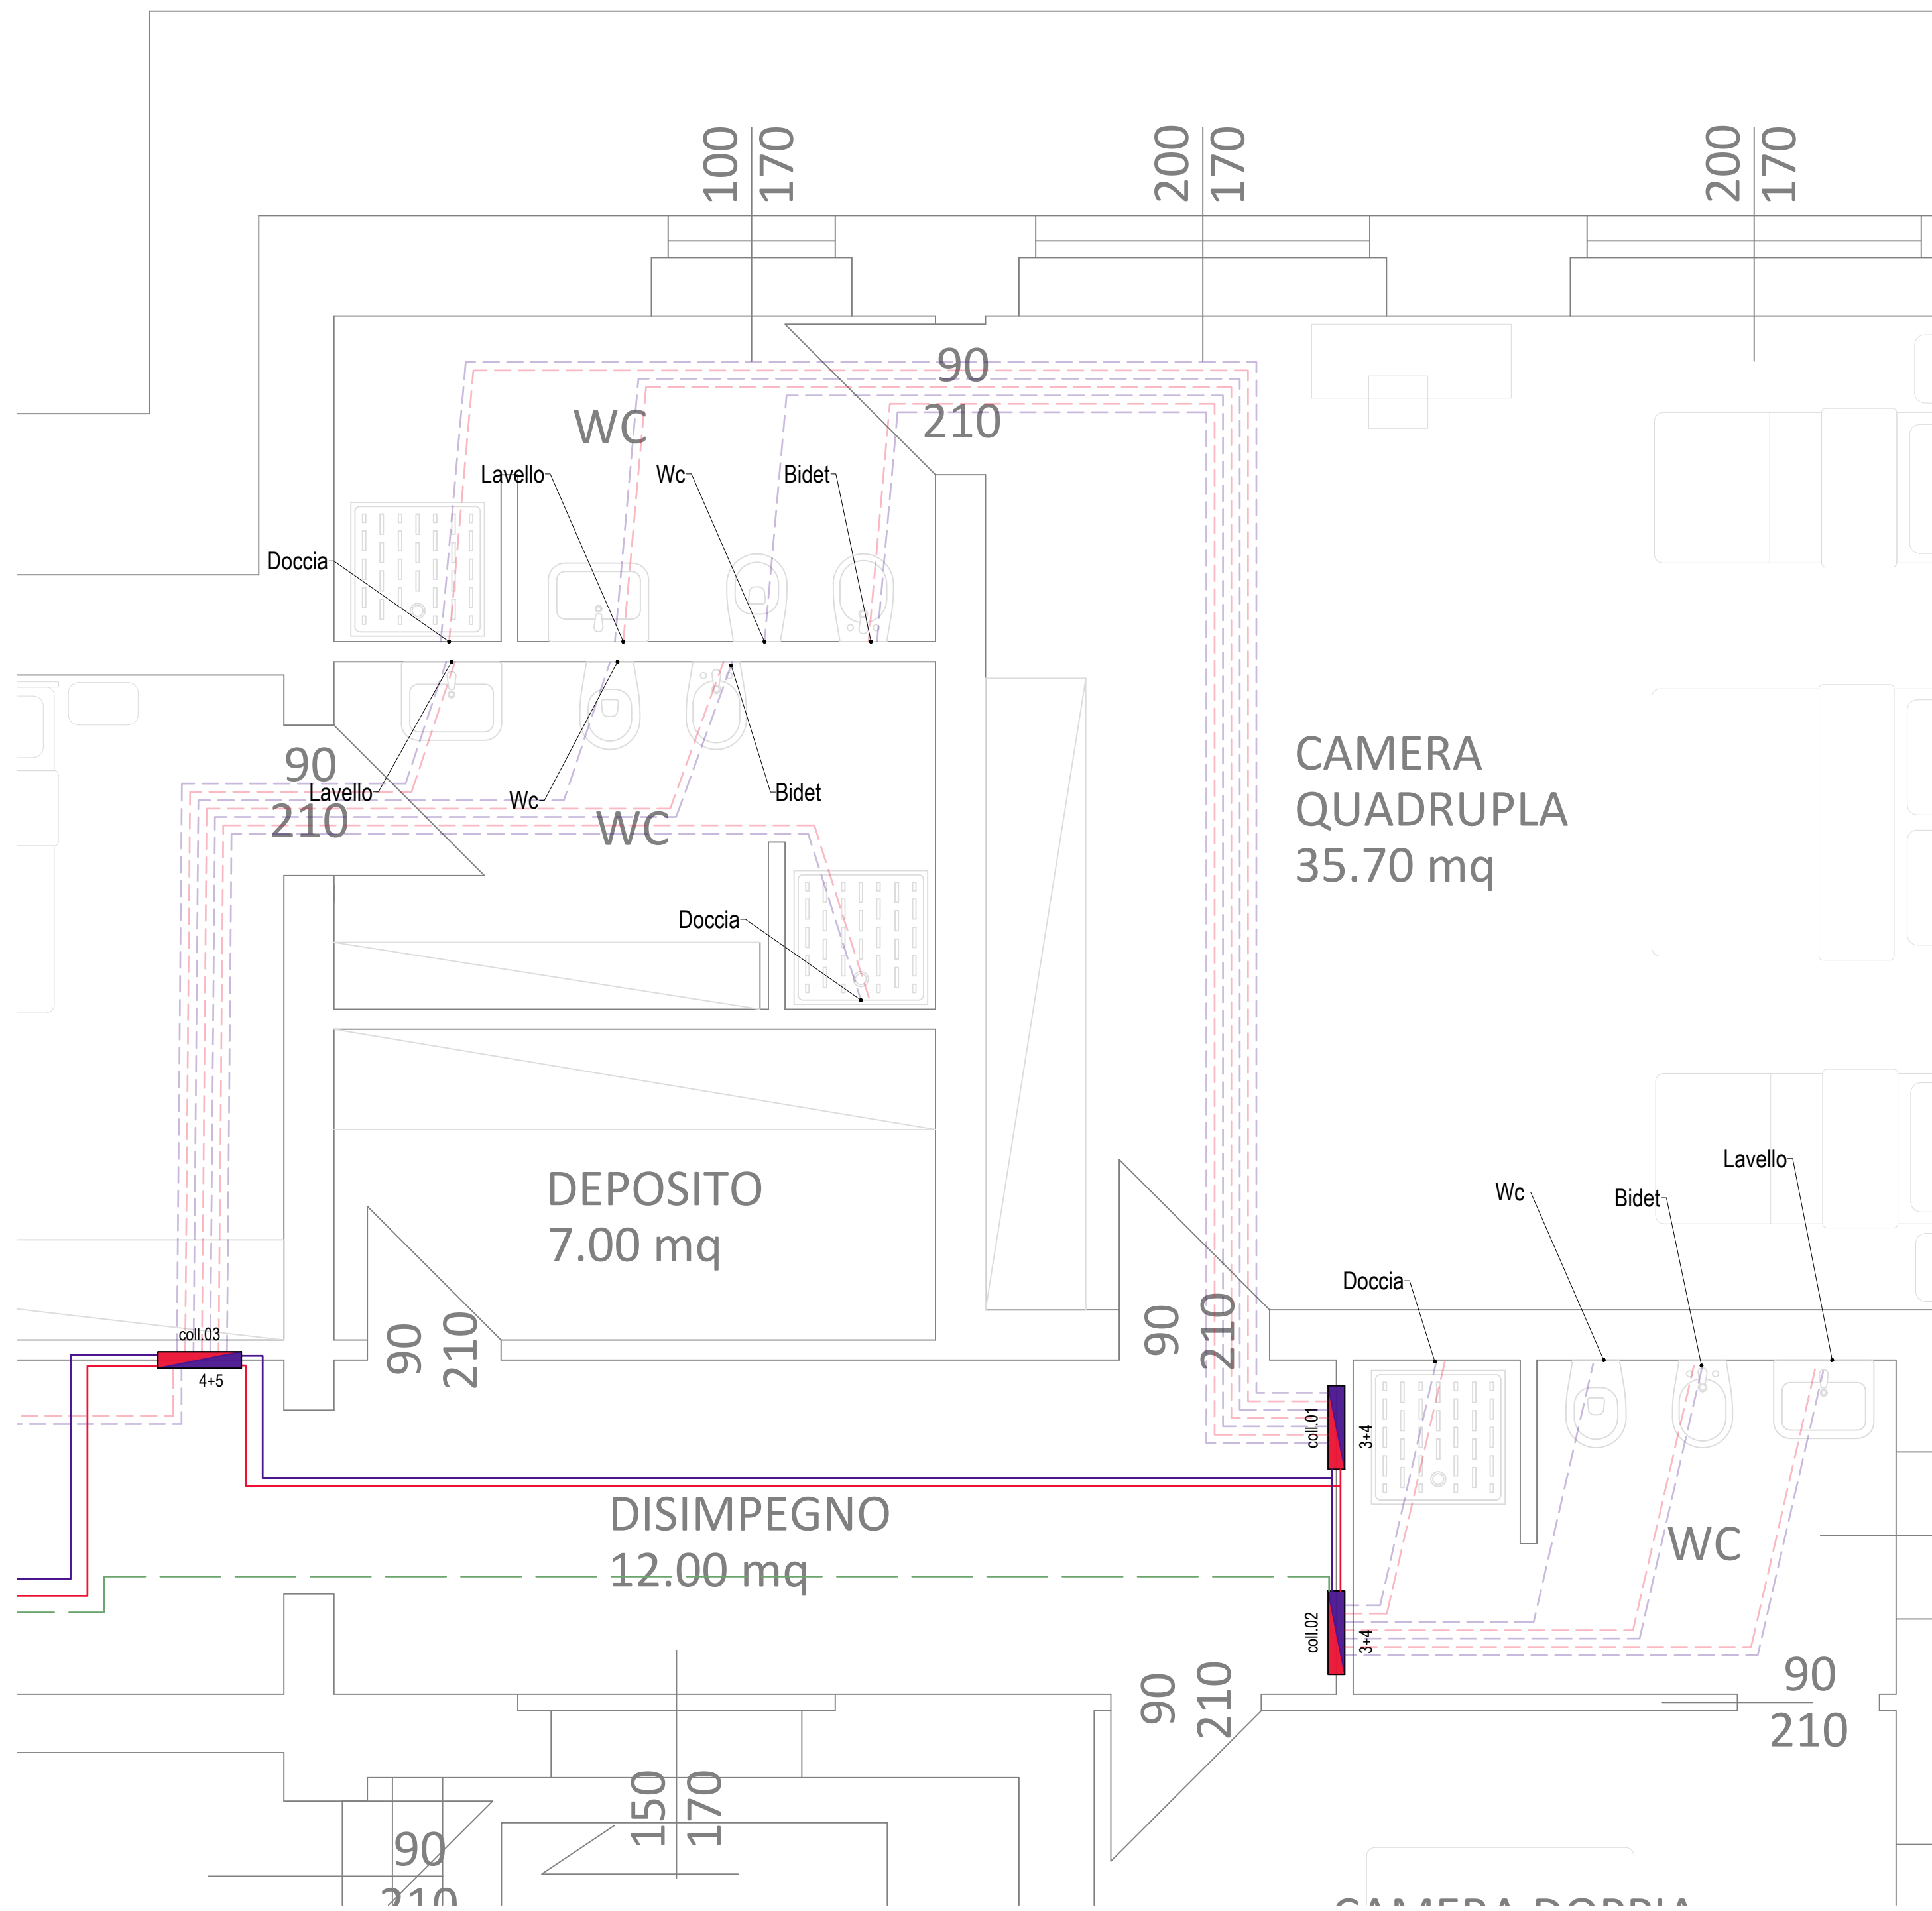 100
170
200
170
200
170
90
210
WC
Lavello
Wc
Bidet
Doccia
90
210
Lavello
Wc
Bidet
WC
CAMERA
QUADRUPLA
35.70 mq
Doccia
DEPOSITO
7.00 mq
Lavello
Wc
Bidet
Doccia
90
210
90
210
coll.03
4+5
coll.01
3+4
DISIMPEGNO
12.00 mq
WC
coll.02
3+4
90
210
90
210
150
170
90
210
CAMERA DOPPIA